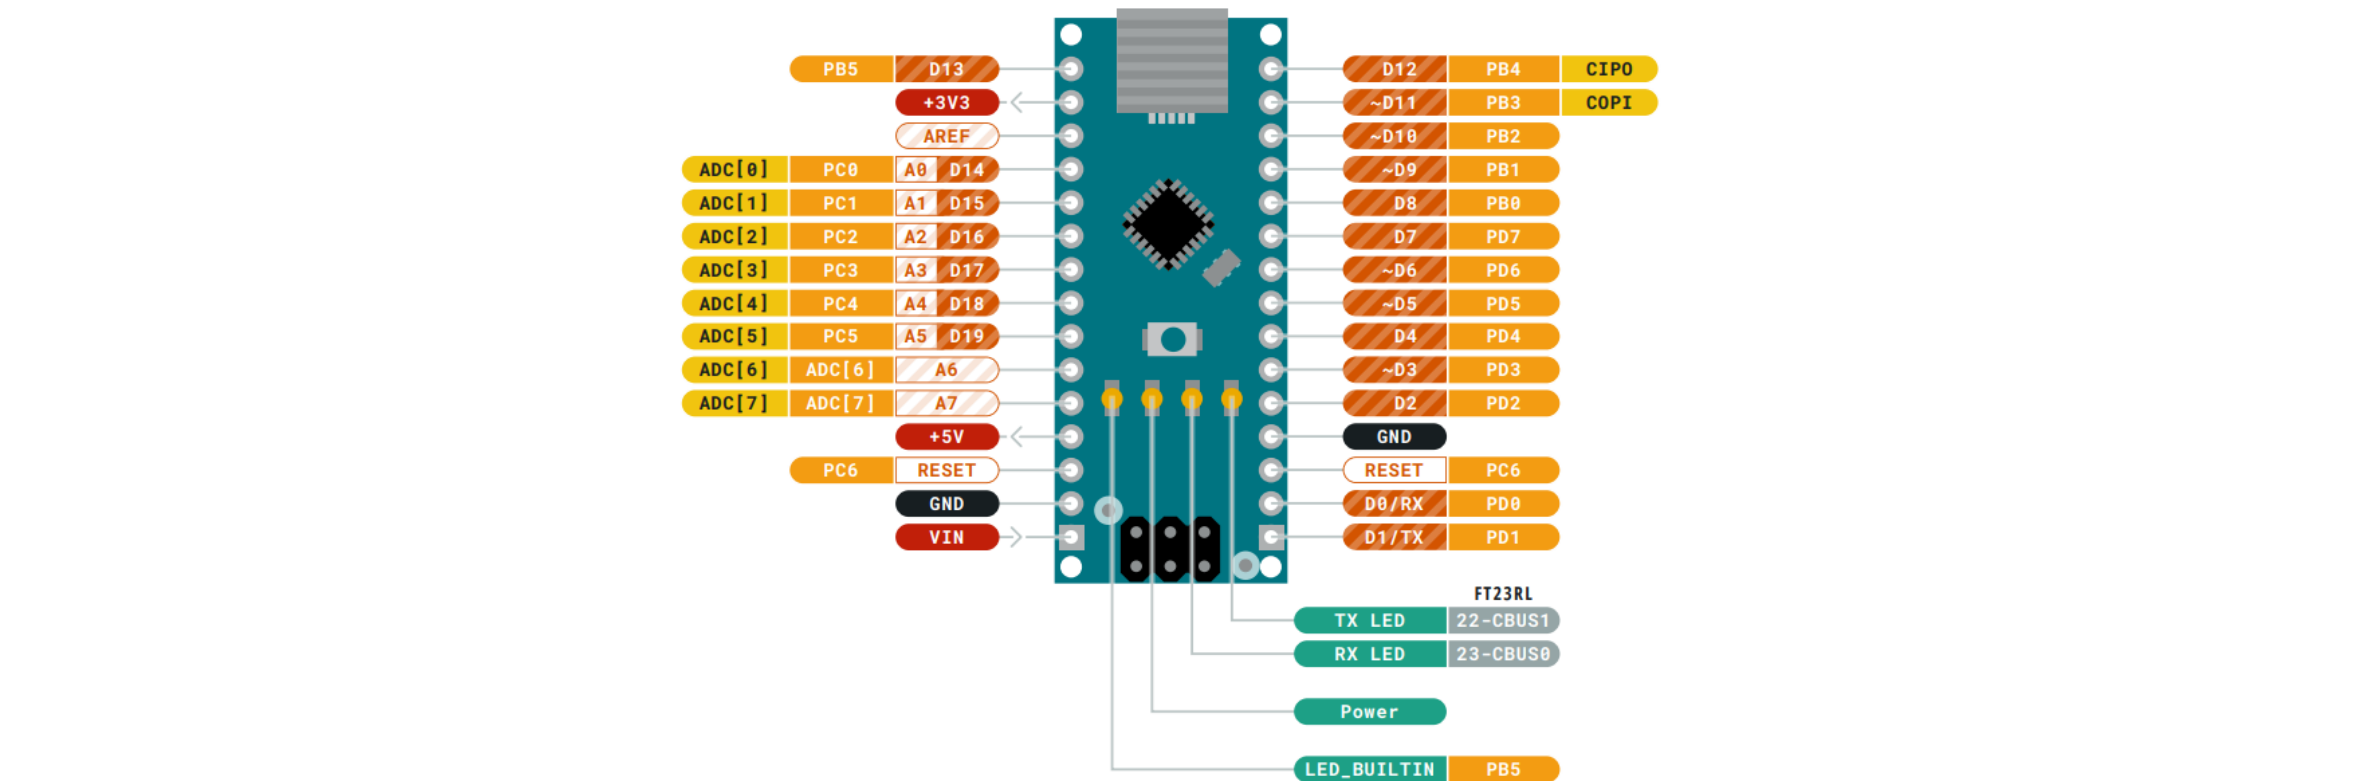 PB5 D13 D12 PB4 CIPO
+3V3 ~D11 PB3 COPI
AREF ~D10 PB2
ADC[0] PC0 A0 D14 ~D9 PB1
ADC[1] PC1 A1 D15 D8 PB0
ADC[2] PC2 A2 D16 D7 PD7
ADC[3] PC3 A3 D17 ~D6 PD6
ADC[4] PC4 A4 D18 ~D5 PD5
ADC[5] PC5 A5 D19 D4 PD4
ADC[6] ADC[6] A6 ~D3 PD3
ADC[7] ADC[7] A7 D2 PD2
+5V GND
PC6 RESET RESET PC6
GND D0/RX PD0
VIN D1/TX PD1
FT23RL
TX LED 22-CBUS1
RX LED 23-CBUS0
Power
LED_BUILTIN PB5